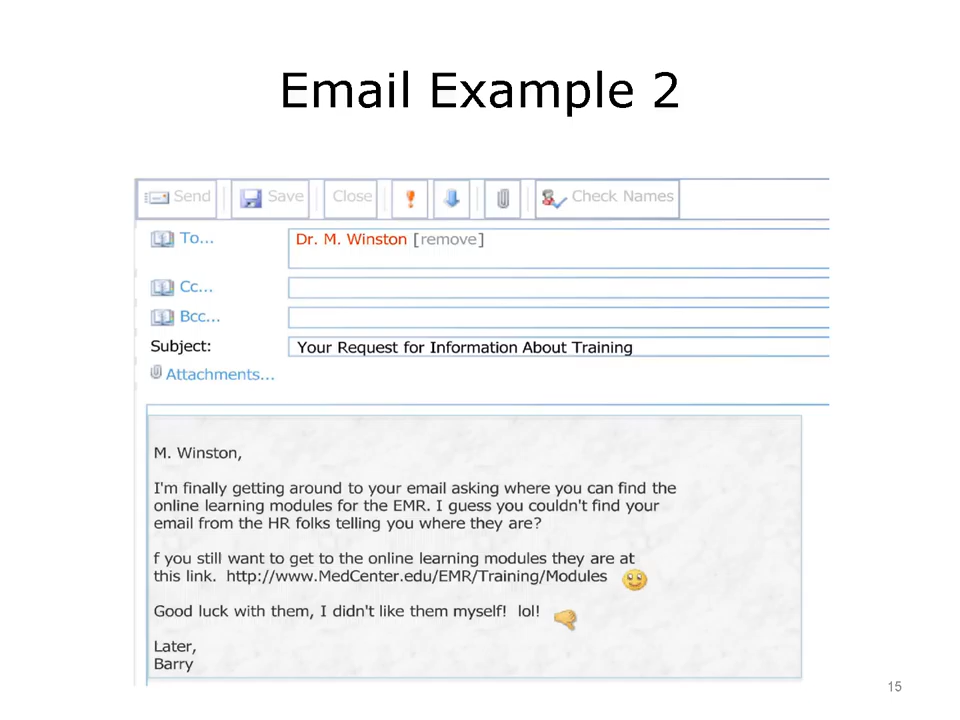 Email Example 2
Send Save Close Check Names
To... Dr. M. Winston [remove]
Cc...
Bcc...
Subject: Your Request for Information About Training
Attachments...
M. Winston,
I'm finally getting around to your email asking where you can find the
online learning modules for the EMR. I guess you couldn't find your
email from the HR folks telling you where they are?
f you still want to get to the online learning modules they are at
this link. http://www.MedCenter.edu/EMR/Training/Modules
Good luck with them, I didn't like them myself! lol!
Later,
Barry
15